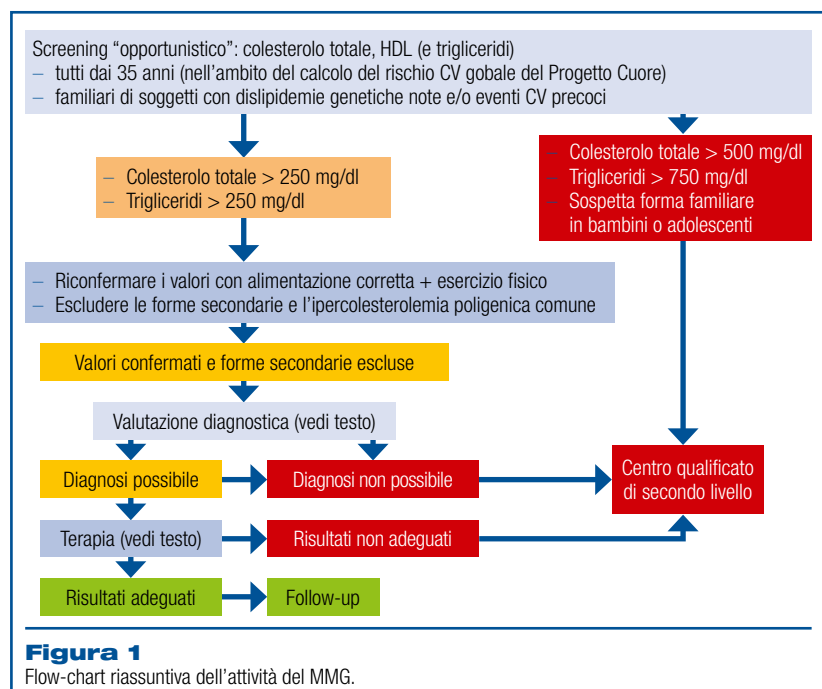 Screening “opportunistico”: colesterolo totale, HDL (e trigliceridi)
– tutti dai 35 anni (nell’ambito del calcolo del rischio CV gobale del Progetto Cuore)
– familiari di soggetti con dislipidemie genetiche note e/o eventi CV precoci
– Colesterolo totale > 250 mg/dl
– Trigliceridi > 250 mg/dl
– Colesterolo totale > 500 mg/dl
– Trigliceridi > 750 mg/dl
– Sospetta forma familiare
in bambini o adolescenti
– Riconfermare i valori con alimentazione corretta + esercizio fisico
– Escludere le forme secondarie e l’ipercolesterolemia poligenica comune
Valori confermati e forme secondarie escluse
Valutazione diagnostica (vedi testo)
Diagnosi possibile
Diagnosi non possibile
Centro qualificato
di secondo livello
Terapia (vedi testo)
Risultati non adeguati
Risultati adeguati
Follow-up
Figura 1
Flow-chart riassuntiva dell’attività del MMG.